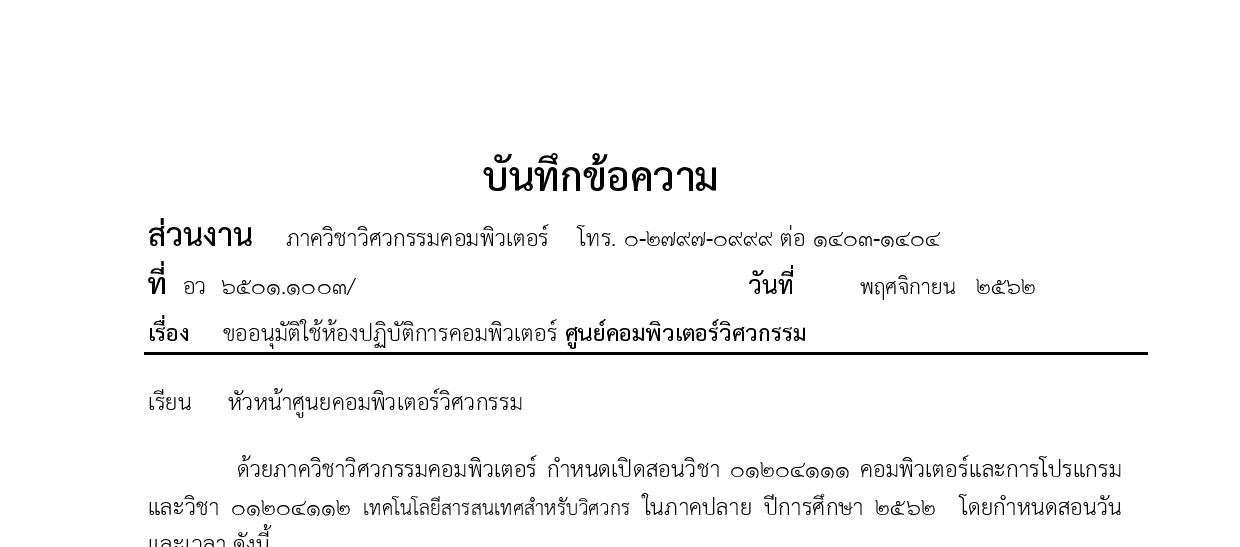 บันทึกข้อความ
ส่วนงาน ภาควิชาวิศวกรรมคอมพิวเตอร์ โทร. ๐-๒๗๙๗-๐๙๙๙ ต่อ ๑๔๐๓-๑๔๐๔
ที่ อว ๖๕๐๑.๑๐๐๓/ วันที่ พฤศจิกายน ๒๕๖๒
เรื่อง ขออนุมัติใช้ห้องปฏิบัติการคอมพิวเตอร์ ศูนย์คอมพิวเตอร์วิศวกรรม
เรียน หัวหน้าศูนยคอมพิวเตอร์วิศวกรรม
ด้วยภาควิชาวิศวกรรมคอมพิวเตอร์ กำหนดเปิดสอนวิชา ๐๑๒๐๔๑๑๑ คอมพิวเตอร์และการโปรแกรม
และวิชา ๐๑๒๐๔๑๑๒ เทคโนโลยีสารสนเทศสำหรับวิศวกร ในภาคปลาย ปีการศึกษา ๒๕๖๒ โดยกำหนดสอนวัน
และเวลา ดังนี้